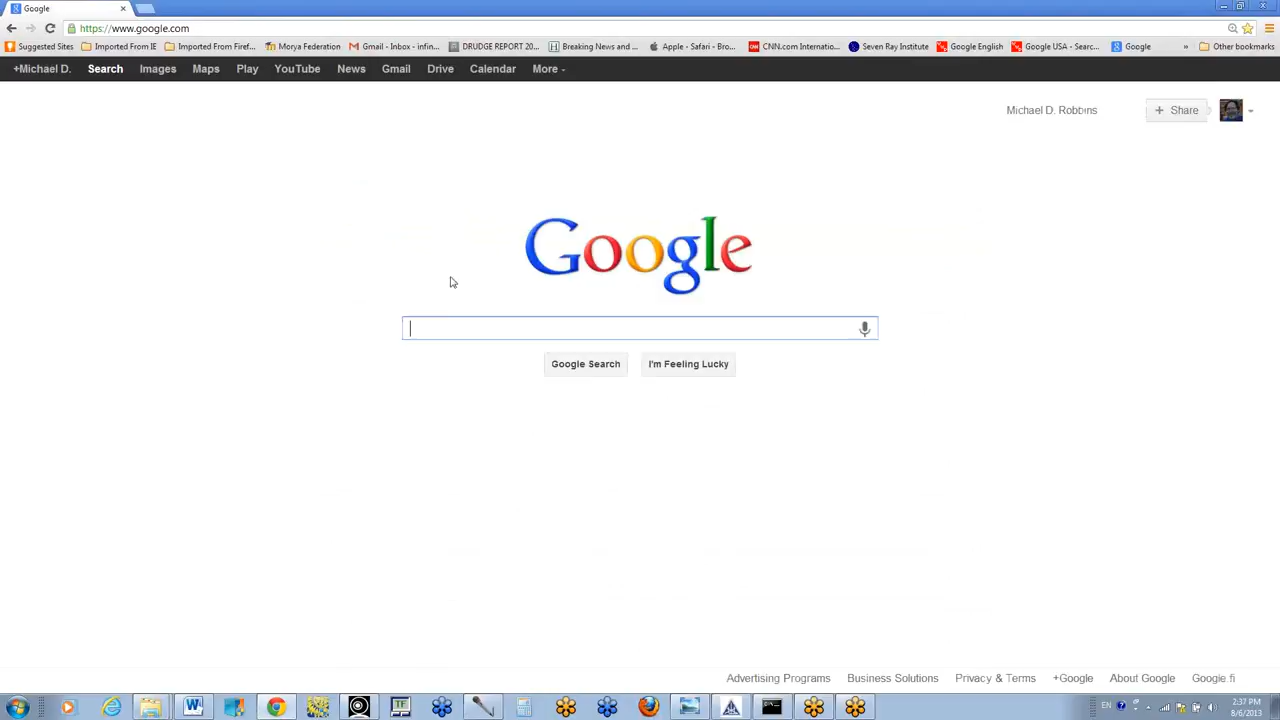 Google
https://www.google.com
Suggested Sites Imported From IE Imported From Firef... Morya Federation Gmail - Inbox - infin... DRUDGE REPORT 20... Breaking News and ... Apple - Safari - Bro... CNN.com Internatio... Seven Ray Institute Google English Google USA - Searc... Google » Other bookmarks
+Michael D. Search Images Maps Play YouTube News Gmail Drive Calendar More
Michael D. Robbins + Share
Google
Google Search I'm Feeling Lucky
Advertising Programs Business Solutions Privacy & Terms +Google About Google Google.fi
EN 2:37 PM
8/6/2013